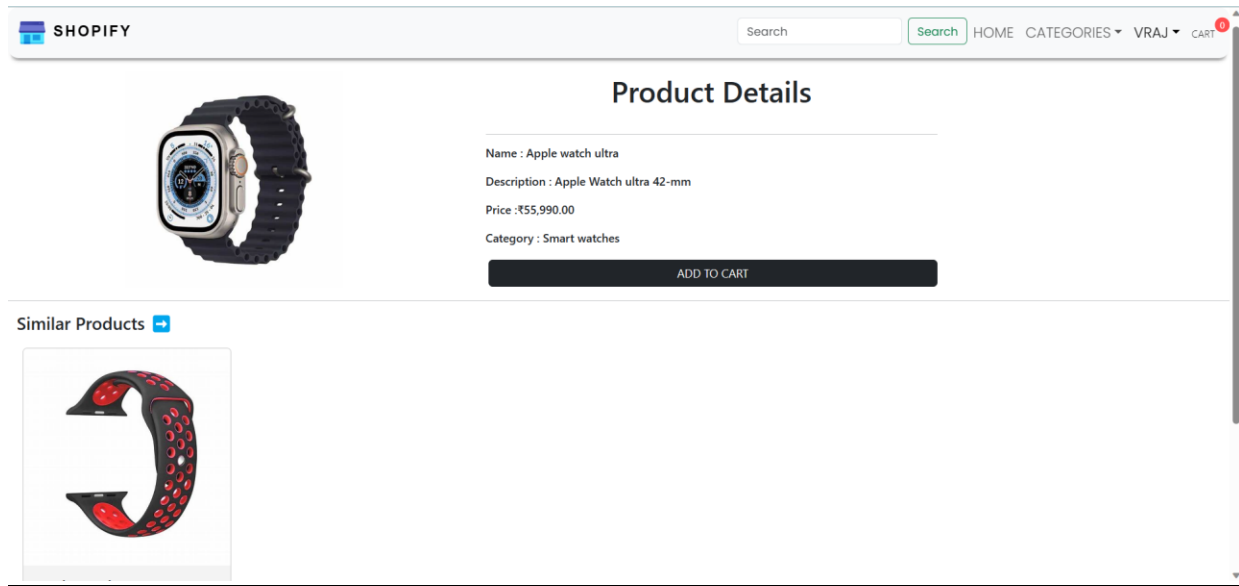 SHOPIFY
Search Search HOME CATEGORIES VRAJ CART 0
Product Details
Name : Apple watch ultra
Description : Apple Watch ultra 42-mm
Price :₹55,990.00
Category : Smart watches
ADD TO CART
Similar Products